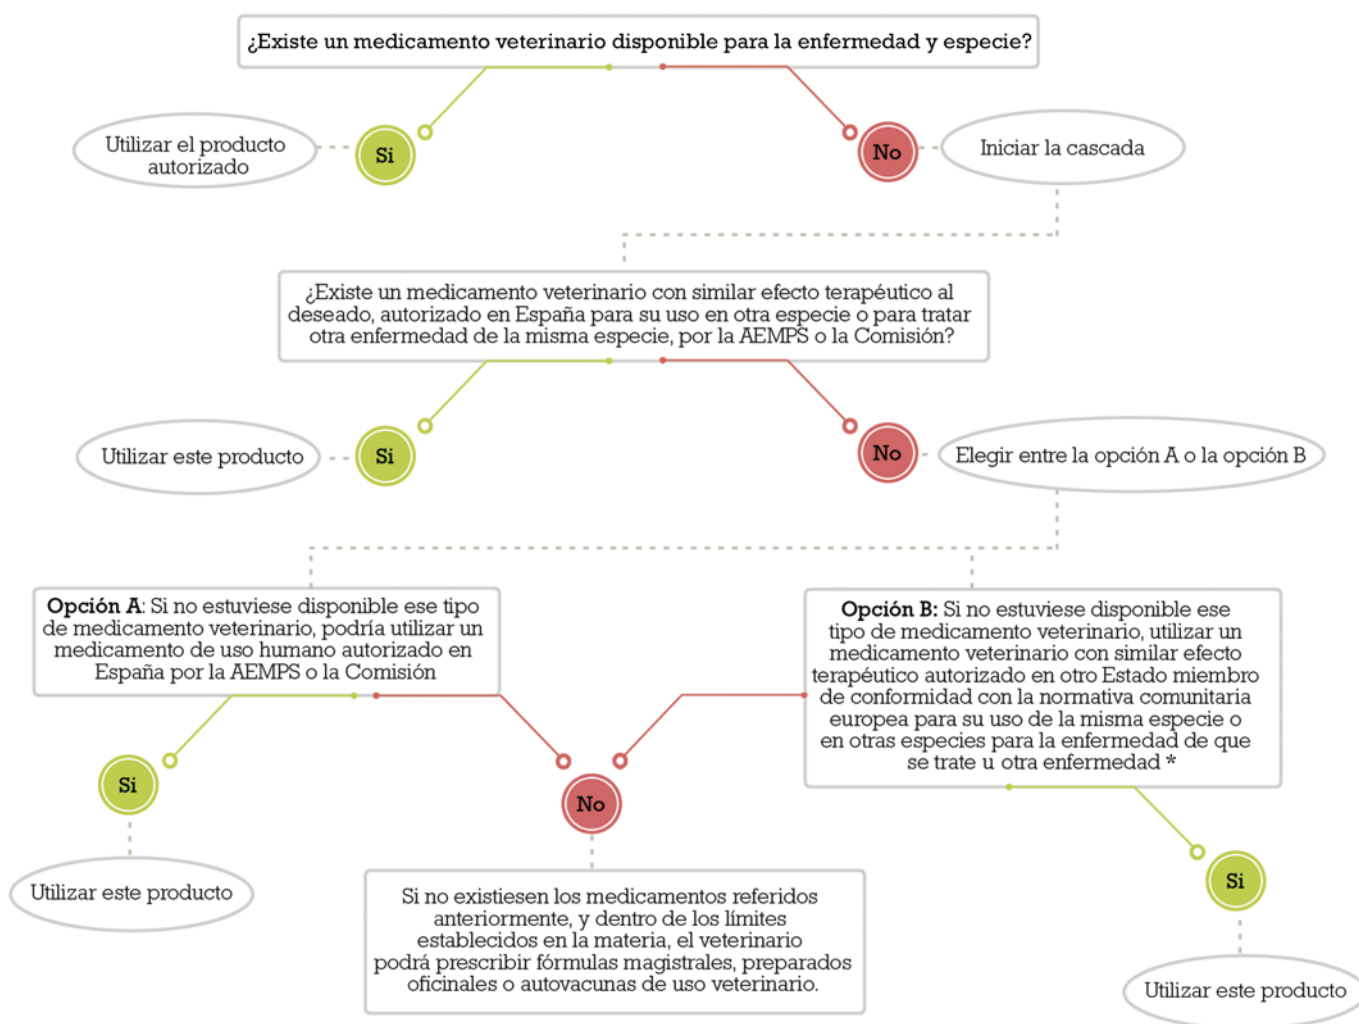 ¿Existe un medicamento veterinario disponible para la enfermedad y especie?
Utilizar el producto
autorizado
Si
No
Iniciar la cascada
¿Existe un medicamento veterinario con similar efecto terapéutico al
deseado, autorizado en España para su uso en otra especie o para tratar
otra enfermedad de la misma especie, por la AEMPS o la Comisión?
Utilizar este producto
Si
No
Elegir entre la opción A o la opción B
Opción A: Si no estuviese disponible ese tipo
de medicamento veterinario, podría utilizar un
medicamento de uso humano autorizado en
España por la AEMPS o la Comisión
Opción B: Si no estuviese disponible ese
tipo de medicamento veterinario, utilizar un
medicamento veterinario con similar efecto
terapéutico autorizado en otro Estado miembro
de conformidad con la normativa comunitaria
europea para su uso de la misma especie o
en otras especies para la enfermedad de que
se trate u otra enfermedad *
Si
No
Si
Utilizar este producto
Si no existiesen los medicamentos referidos
anteriormente, y dentro de los límites
establecidos en la materia, el veterinario
podrá prescribir fórmulas magistrales, preparados
oficinales o autovacunas de uso veterinario.
Utilizar este producto